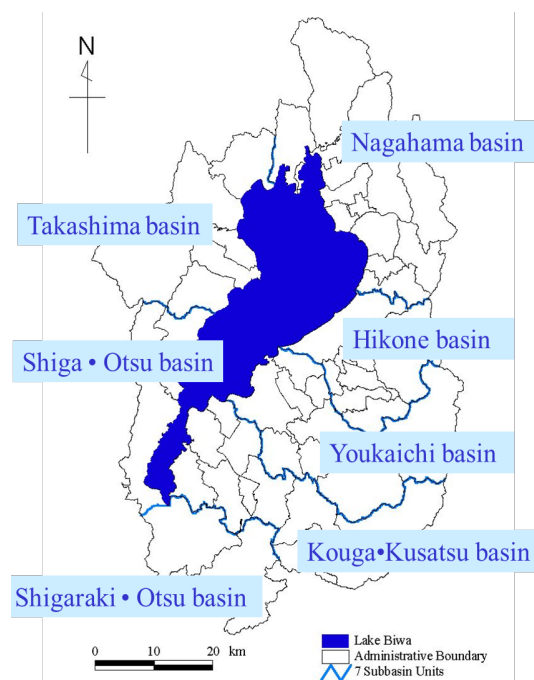 N
Nagahama basin
Takashima basin
Hikone basin
Shiga • Otsu basin
Youkaichi basin
Kouga•Kusatsu basin
Shigaraki • Otsu basin
Lake Biwa
Administrative Boundary
7 Subbasin Units
0 10 20 km